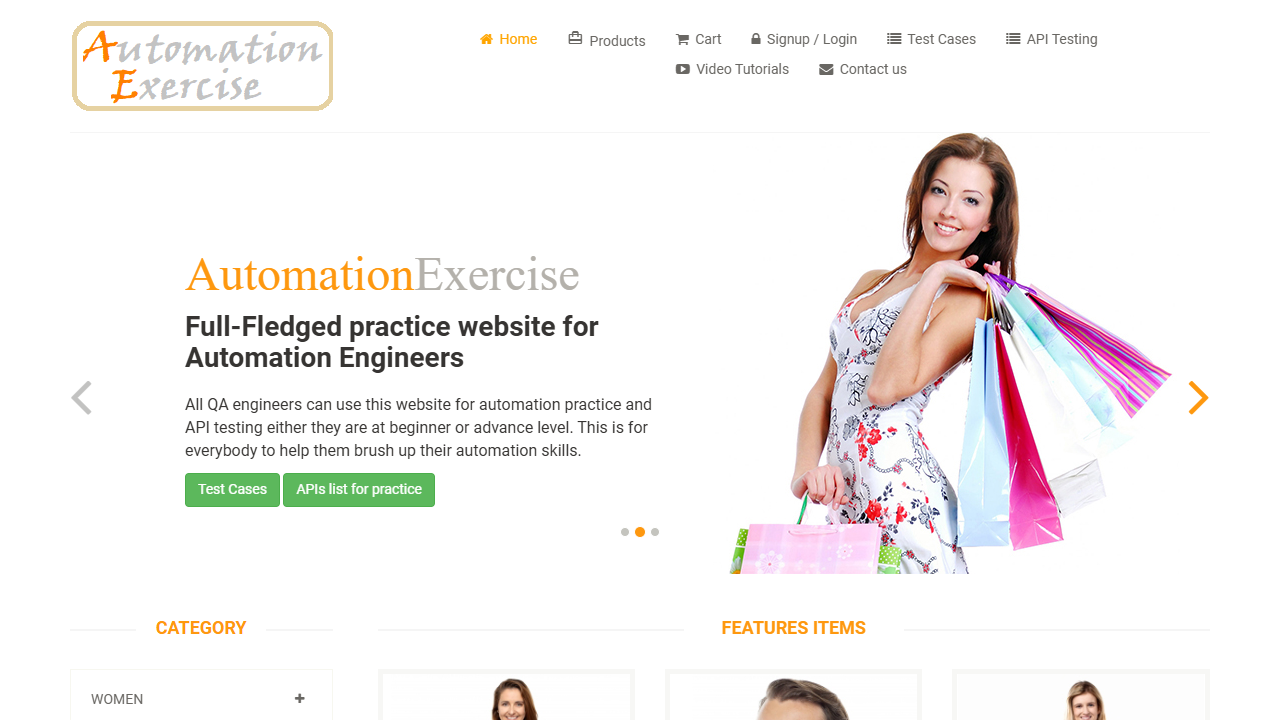 Automation
Exercise
Home Products Cart Signup / Login Test Cases API Testing
Video Tutorials Contact us
AutomationExercise
Full-Fledged practice website for
Automation Engineers
All QA engineers can use this website for automation practice and
API testing either they are at beginner or advance level. This is for
everybody to help them brush up their automation skills.
Test Cases APIs list for practice
CATEGORY
FEATURES ITEMS
WOMEN